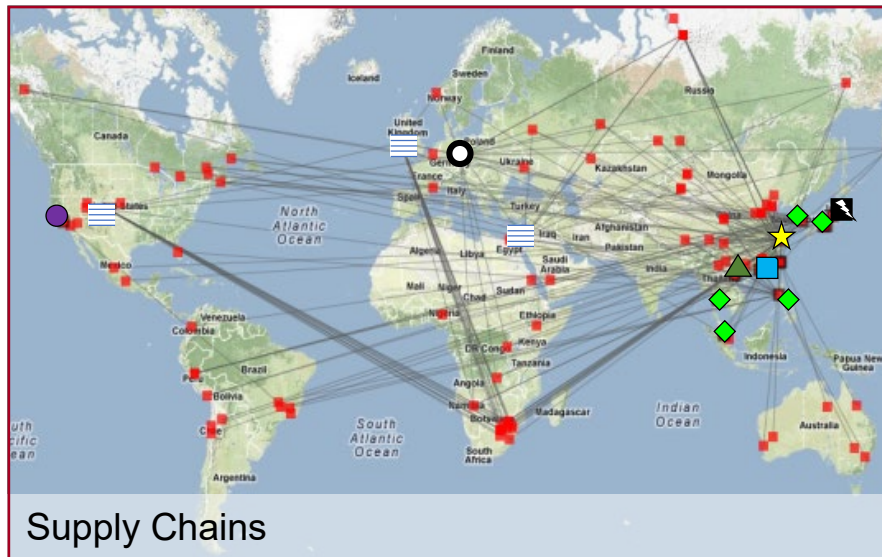 Finland
Iceland
Sweden
Russia
Norway
Canada
United
Kingdom
Poland
Ukraine
France
Kazakhstan
Mongolia
Italy
Spain
Turkey
North
Atlantic
Ocean
Iraq
Afghanistan
Iran
Pakistan
Algeria
Libya
Egypt
Saudi
Arabia
India
Mexico
Mali
Niger
Chad
Sudan
Venezuela
Nigeria
Ethiopia
Colombia
Kenya
DR Congo
Indonesia
Papua New
Guinea
Tanzania
Brazil
Peru
Angola
Bolivia
Namibia
Madagascar
Botswana
Indian
Ocean
South
Atlantic
Ocean
Australia
Chile
South
Africa
Argentina
Supply Chains